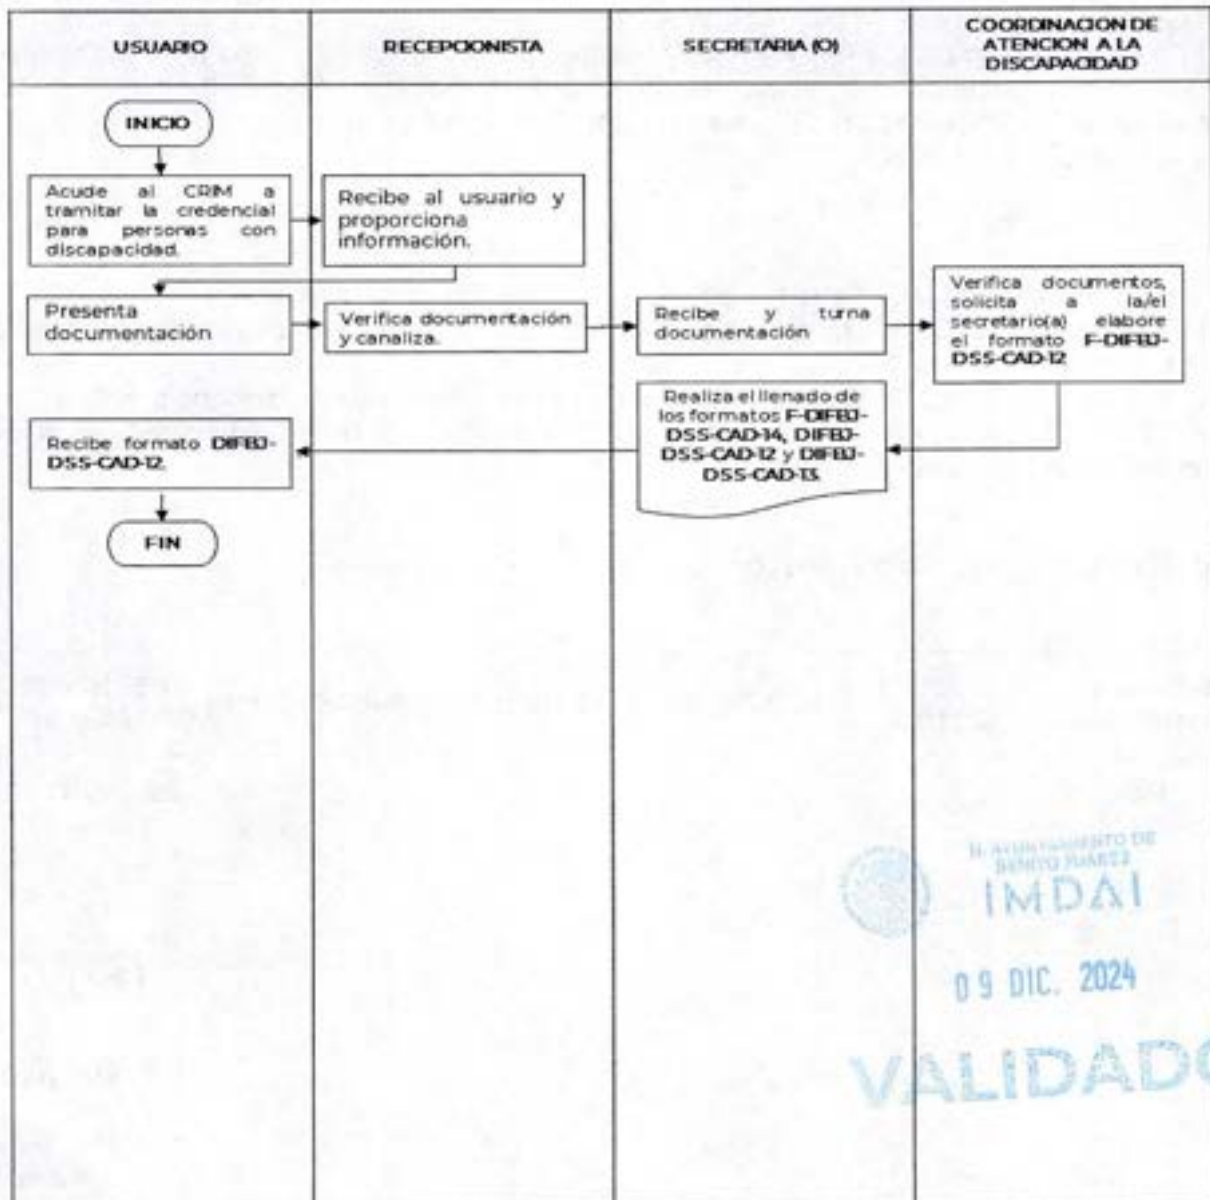 USUARIO
RECEPCIONISTA
SECRETARIA (O)
COORDINACION DE
ATENCION A LA
DISCAPACIDAD
INICIO
Acude al CRIM a
tramitar la credencial
para personas con
discapacidad.
Recibe al usuario y
proporciona
información.
Presenta
documentación
Verifica documentación
y canaliza.
Recibe y turna
documentación
Verifica documentos,
solicita a la/el
secretario(a) elabore
el formato F-DIFBJ-
DSS-CAD-12
Realiza el llenado de
los formatos F-DIFBJ-
DSS-CAD-14, DIFBJ-
DSS-CAD-12 y DIFBJ-
DSS-CAD-13.
Recibe formato DIFBJ-
DSS-CAD-12.
FIN
H. AYUNTAMIENTO DE
BENITO JUÁREZ
IMDAI
09 DIC. 2024
VALIDADO